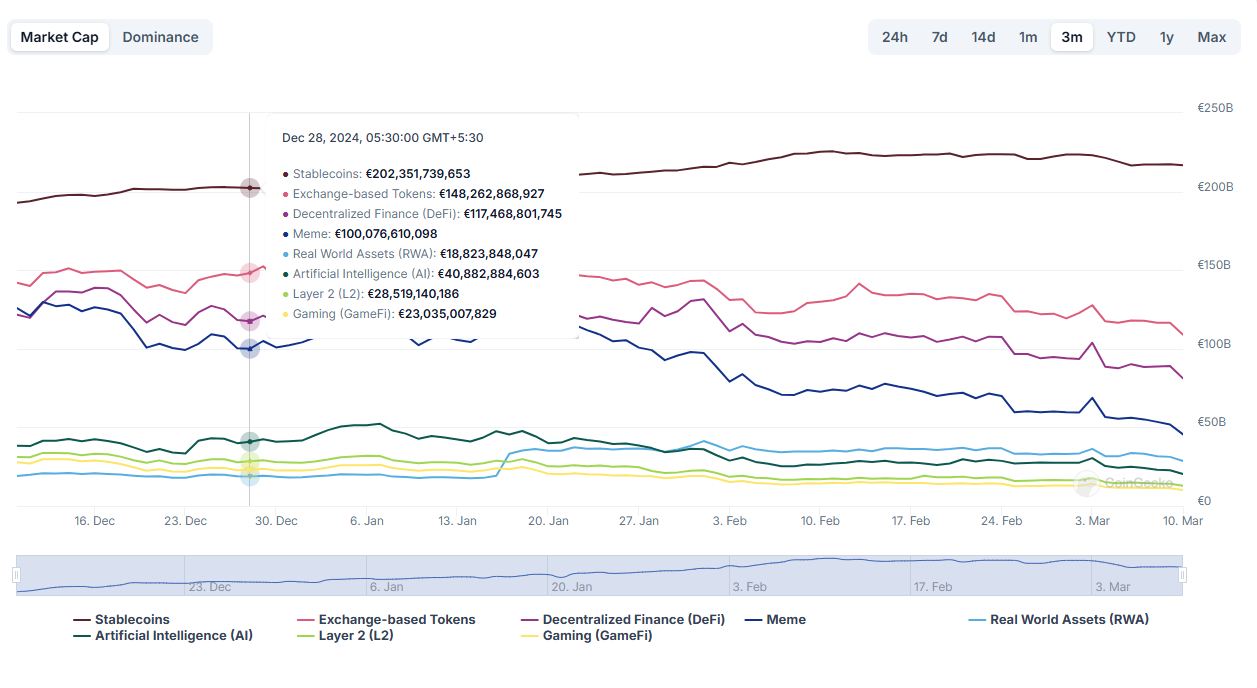 Market Cap Dominance 24h 7d 14d 1m 3m YTD 1y Max
€250B
Dec 28, 2024, 05:30:00 GMT+5:30
Stablecoins: €202,351,739,653
Exchange-based Tokens: €148,262,868,927
Decentralized Finance (DeFi): €117,468,801,745
Meme: €100,076,610,098
Real World Assets (RWA): €18,823,848,047
Artificial Intelligence (AI): €40,882,884,603
Layer 2 (L2): €28,519,140,186
Gaming (GameFi): €23,035,007,829
€200B
€150B
€100B
€50B
CoinGecko
€0
16. Dec 23. Dec 30. Dec 6. Jan 13. Jan 20. Jan 27. Jan 3. Feb 10. Feb 17. Feb 24. Feb 3. Mar 10. Mar
23. Dec 6. Jan 20. Jan 3. Feb 17. Feb 3. Mar
Stablecoins Exchange-based Tokens Decentralized Finance (DeFi) Meme Real World Assets (RWA)
Artificial Intelligence (AI) Layer 2 (L2) Gaming (GameFi)